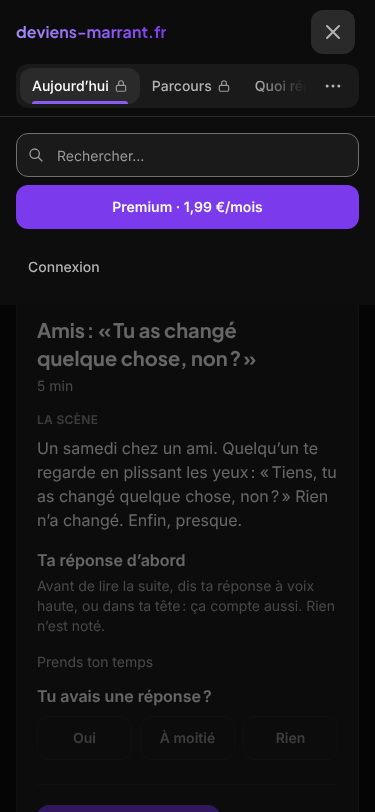 deviens-marrant.fr
Aujourd'hui
Parcours
Quoi
Rechercher...
Premium · 1,99 €/mois
Connexion
Amis : « Tu as changé
quelque chose, non ? »
5 min
LA SCÈNE
Un samedi chez un ami. Quelqu'un te
regarde en plissant les yeux : « Tiens, tu
as changé quelque chose, non ? » Rien
n'a changé. Enfin, presque.
Ta réponse d'abord
Avant de lire la suite, dis ta réponse à voix
haute, ou dans ta tête : ça compte aussi. Rien
n'est noté.
Prends ton temps
Tu avais une réponse ?
Oui
À moitié
Rien